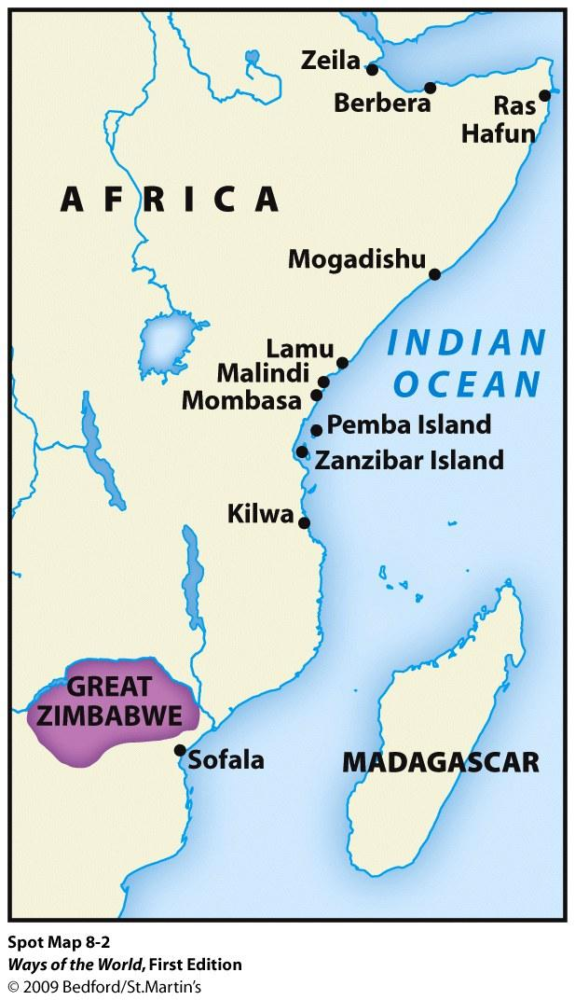 Zeila
Berbera
Ras
Hafun
AFRICA
Mogadishu
INDIAN
OCEAN
Lamu
Malindi
Mombasa
Pemba Island
Zanzibar Island
Kilwa
GREAT
ZIMBABWE
Sofala
MADAGASCAR
Spot Map 8-2
Ways of the World, First Edition
© 2009 Bedford/St.Martin's